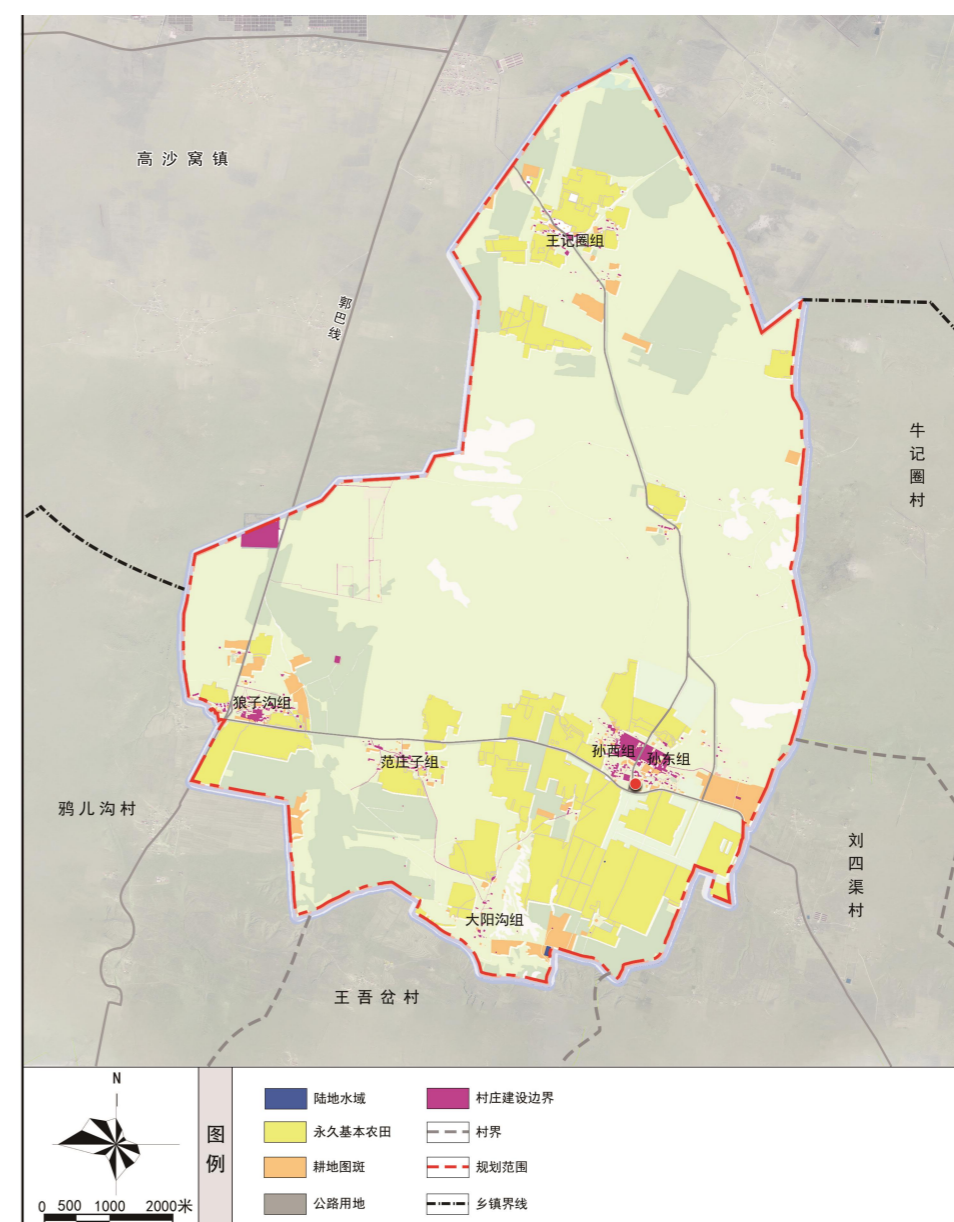 高沙窝镇
王记圈组
郭巴线
牛记圈村
狼子沟组
范庄子组
孙西组
孙东组
鸦儿沟村
刘四渠村
大阳沟组
王吾岔村
N
0 500 1000 2000米
图例
陆地水域
村庄建设边界
永久基本农田
村界
耕地图斑
规划范围
公路用地
乡镇界线